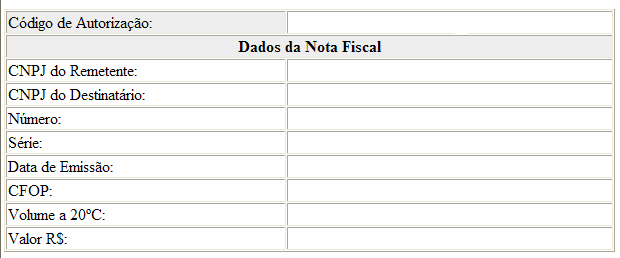 Código de Autorização:
Dados da Nota Fiscal
CNPJ do Remetente:
CNPJ do Destinatário:
Número:
Série:
Data de Emissão:
CFOP:
Volume a 20ºC:
Valor R$: